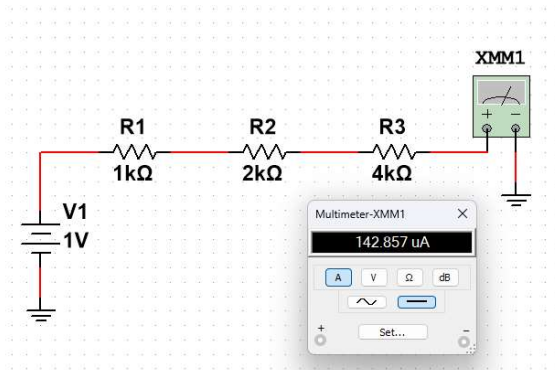 XMM1
R1
R2
R3
+ −
1kΩ
2kΩ
4kΩ
V1
1V
Multimeter-XMM1
142.857 uA
A
V
Ω
dB
+
Set...
−